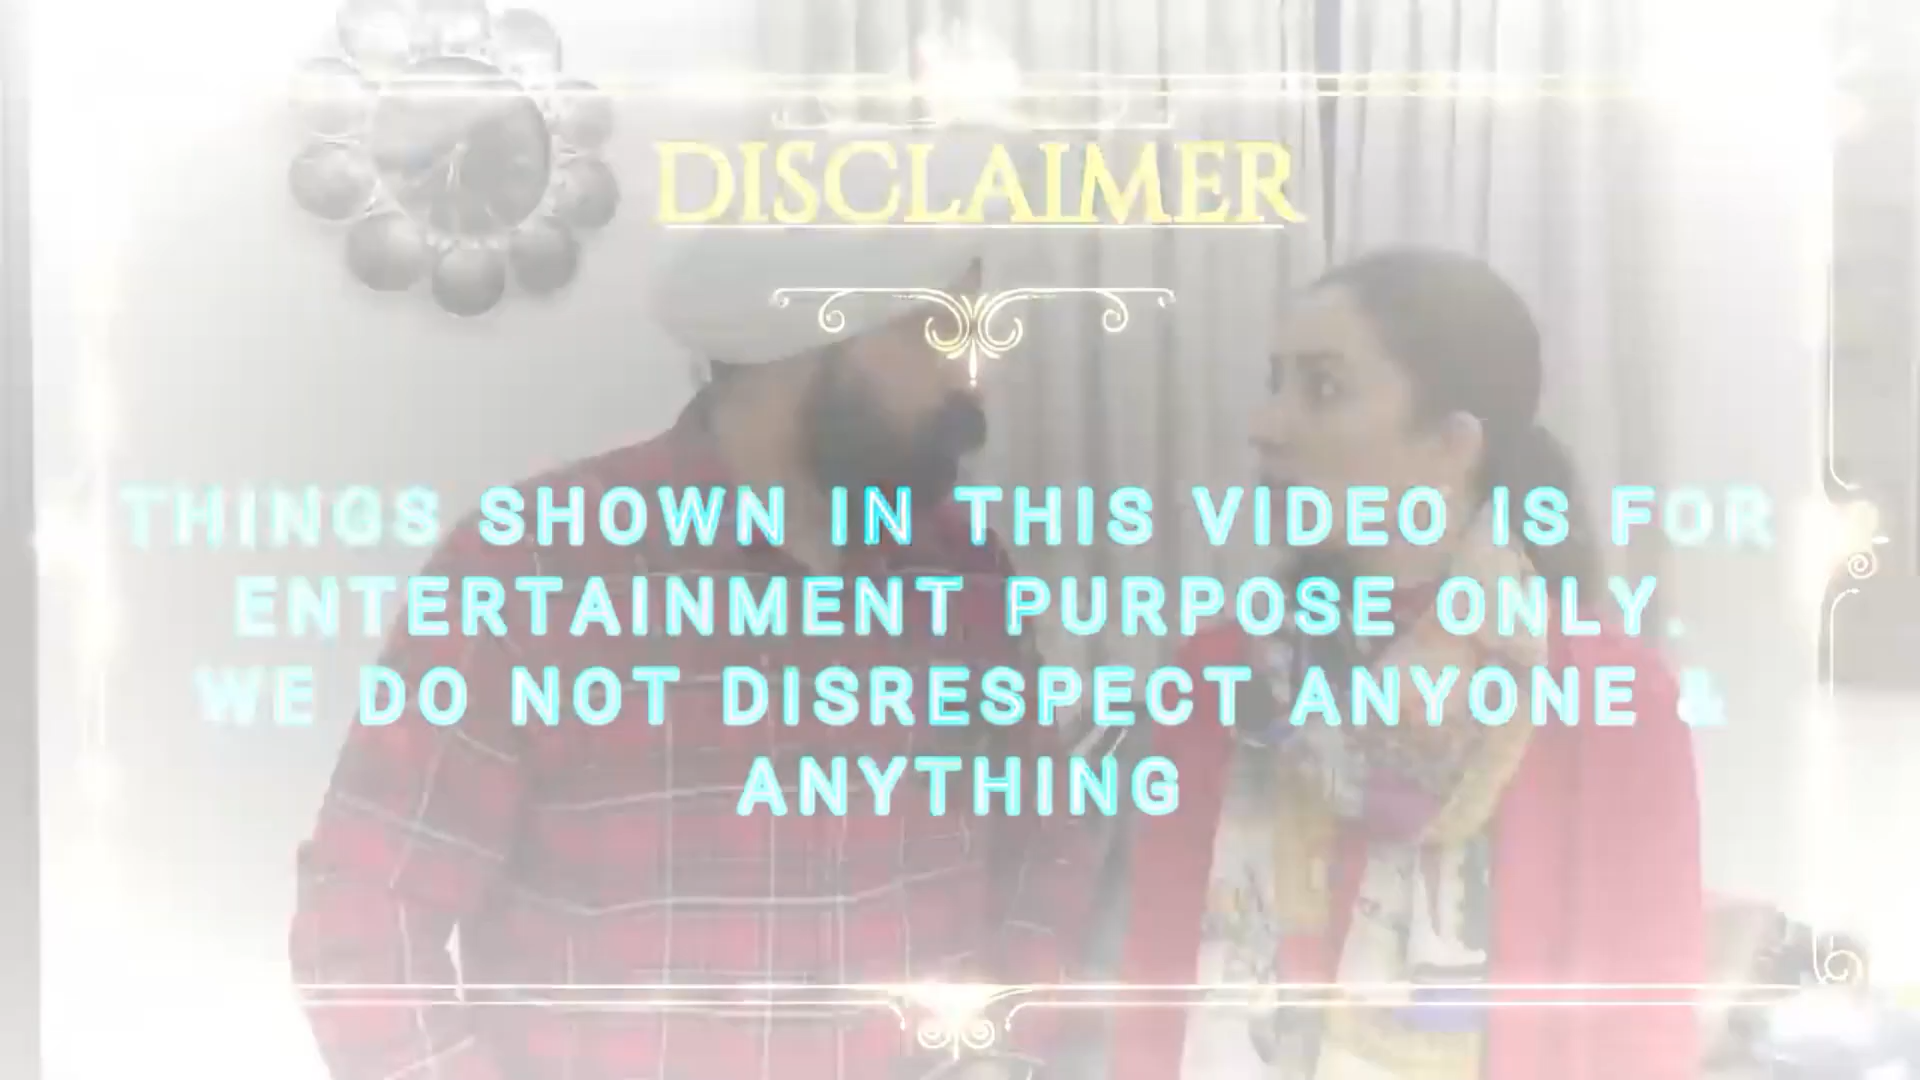 DISCLAIMER
THINGS SHOWN IN THIS VIDEO IS FOR
ENTERTAINMENT PURPOSE ONLY.
WE DO NOT DISRESPECT ANYONE &
ANYTHING